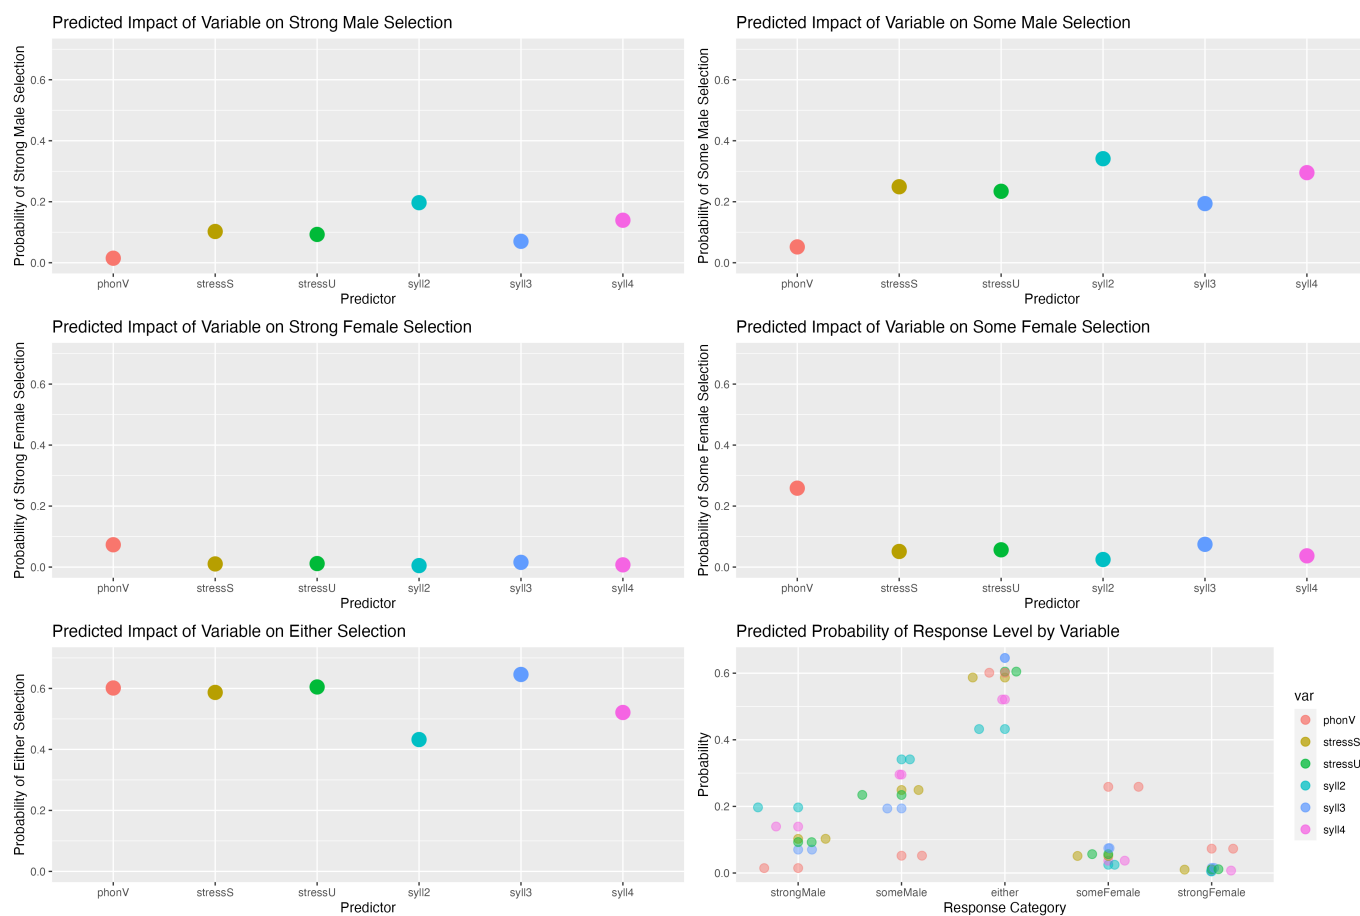 Predicted Impact of Variable on Strong Male Selection
Probability of Strong Male Selection
0.6
0.4
0.2
0.0
phonV stressS stressU syll2 syll3 syll4
Predictor
Predicted Impact of Variable on Some Male Selection
Probability of Some Male Selection
0.6
0.4
0.2
0.0
phonV stressS stressU syll2 syll3 syll4
Predictor
Predicted Impact of Variable on Strong Female Selection
Probability of Strong Female Selection
0.6
0.4
0.2
0.0
phonV stressS stressU syll2 syll3 syll4
Predictor
Predicted Impact of Variable on Some Female Selection
Probability of Some Female Selection
0.6
0.4
0.2
0.0
phonV stressS stressU syll2 syll3 syll4
Predictor
Predicted Impact of Variable on Either Selection
Probability of Either Selection
0.6
0.4
0.2
0.0
phonV stressS stressU syll2 syll3 syll4
Predictor
Predicted Probability of Response Level by Variable
Probability
0.6
0.4
0.2
0.0
strongMale someMale either someFemale strongFemale
Response Category
var
phonV
stressS
stressU
syll2
syll3
syll4